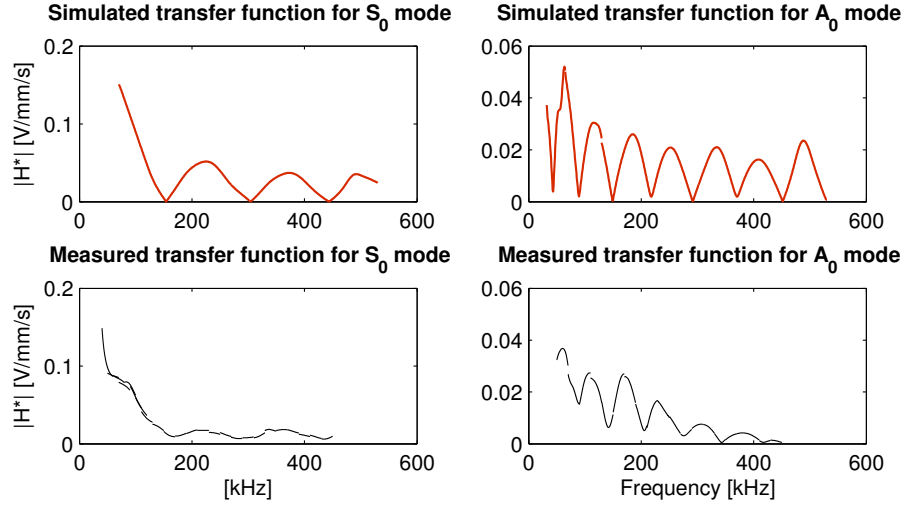 Simulated transfer function for S0 mode
|H*| [V/mm/s]
0.2
0.1
0
0 200 400 600
Simulated transfer function for A0 mode
0.06
0.04
0.02
0
0 200 400 600
Measured transfer function for S0 mode
|H*| [V/mm/s]
0.2
0.1
0
0 200 400 600
[kHz]
Measured transfer function for A0 mode
0.06
0.04
0.02
0
0 200 400 600
Frequency [kHz]